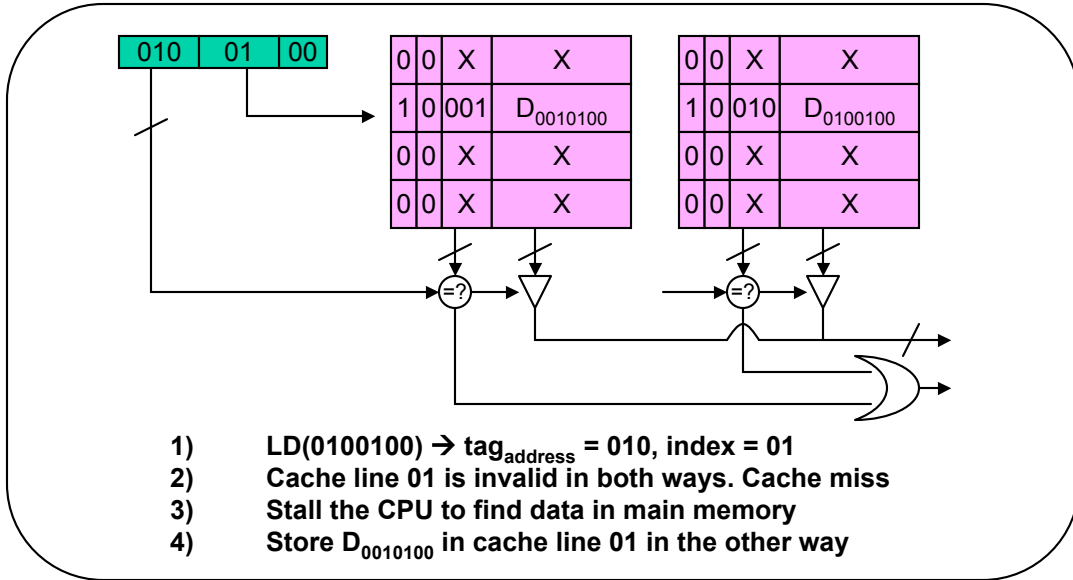 010 01 00
0 0 X X
1 0 001 D0010100
0 0 X X
0 0 X X
0 0 X X
1 0 010 D0100100
0 0 X X
0 0 X X
=?
=?
1) LD(0100100) → tagaddress = 010, index = 01
2) Cache line 01 is invalid in both ways. Cache miss
3) Stall the CPU to find data in main memory
4) Store D0010100 in cache line 01 in the other way